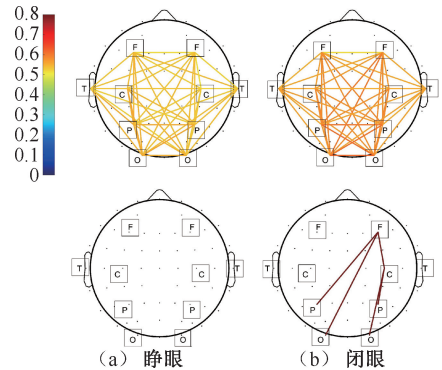 0.8
0.7
0.6
0.5
0.4
0.3
0.2
0.1
0
F F
T C C T
P P
O O
F F
T C C T
P P
O O
F F
T C C T
P P
O O
F F
T C C T
P P
O O
（a） 睁眼
（b） 闭眼